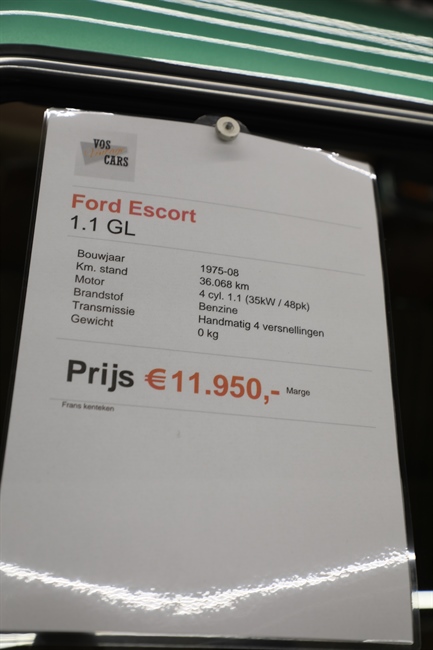 VOS
CARS
Ford Escort
1.1 GL
Bouwjaar 1975-08
Km. stand 36.068 km
Motor 4 cyl. 1.1 (35kW / 48pk)
Brandstof Benzine
Transmissie Handmatig 4 versnellingen
Gewicht 0 kg
Prijs € 11.950,- Marge
Frans kenteken